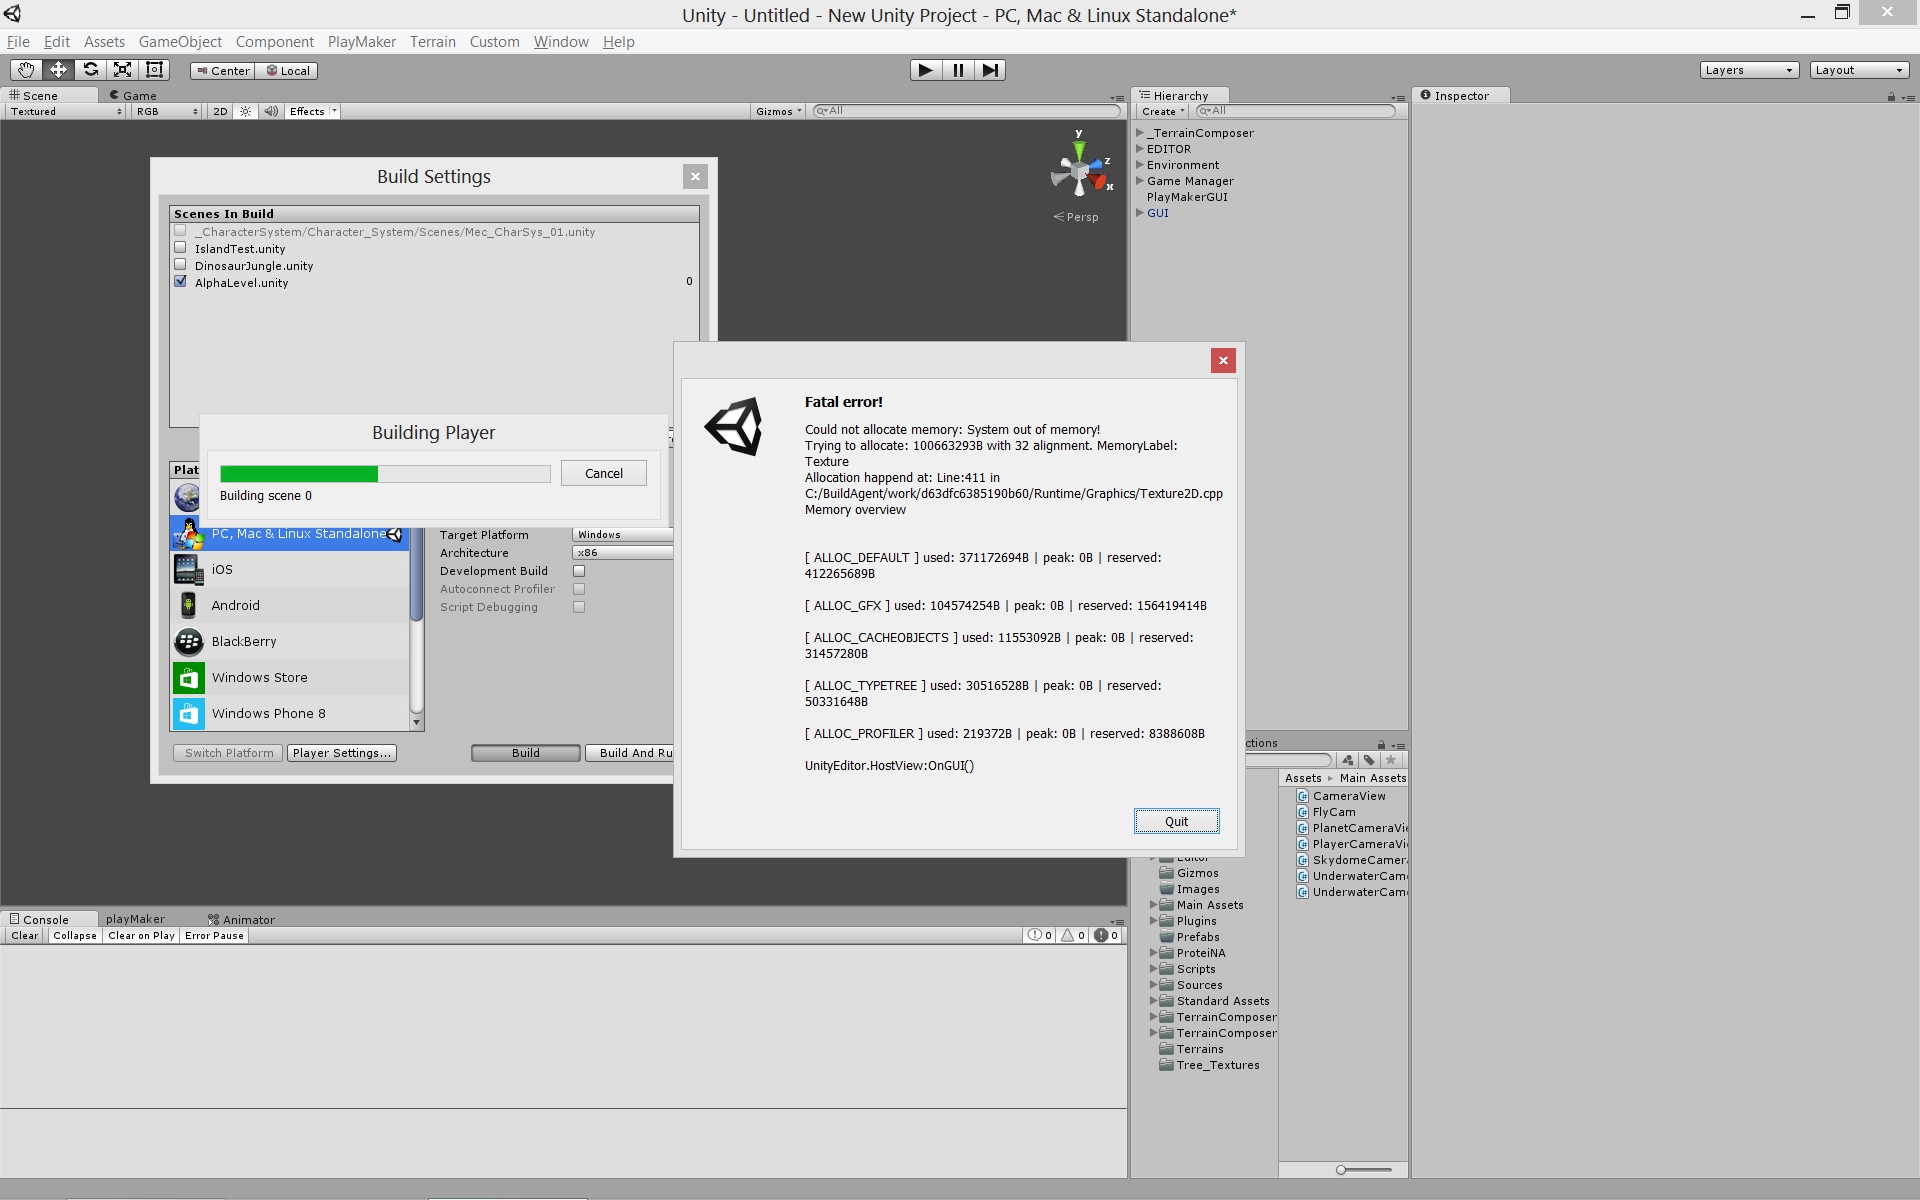 Unity - Untitled - New Unity Project - PC, Mac & Linux Standalone*
File Edit Assets GameObject Component PlayMaker Terrain Custom Window Help
Center Local
Layers Layout
Scene Game
Textured RGB 2D Effects Gizmos All
Hierarchy
Create All
Inspector
_TerrainComposer
EDITOR
Environment
Game Manager
PlayMakerGUI
GUI
y
z
x
Persp
Build Settings
Scenes In Build
_CharacterSystem/Character_System/Scenes/Mec_CharSys_01.unity
IslandTest.unity
DinosaurJungle.unity
AlphaLevel.unity 0
Building Player
Cancel
Building scene 0
Plat
PC, Mac & Linux Standalone
iOS
Android
BlackBerry
Windows Store
Windows Phone 8
Target Platform Windows
Architecture x86
Development Build
Autoconnect Profiler
Script Debugging
Switch Platform Player Settings... Build Build And Ru
Fatal error!
Could not allocate memory: System out of memory!
Trying to allocate: 100663293B with 32 alignment. MemoryLabel:
Texture
Allocation happend at: Line:411 in
C:/BuildAgent/work/d63dfc6385190b60/Runtime/Graphics/Texture2D.cpp
Memory overview
[ ALLOC_DEFAULT ] used: 371172694B | peak: 0B | reserved:
412265689B
[ ALLOC_GFX ] used: 104574254B | peak: 0B | reserved: 156419414B
[ ALLOC_CACHEOBJECTS ] used: 11553092B | peak: 0B | reserved:
31457280B
[ ALLOC_TYPETREE ] used: 30516528B | peak: 0B | reserved:
50331648B
[ ALLOC_PROFILER ] used: 219372B | peak: 0B | reserved: 8388608B
UnityEditor.HostView:OnGUI()
Quit
ctions
Assets Main Assets
CameraView
FlyCam
PlanetCameraVi
PlayerCameraVi
SkydomeCamer
UnderwaterCam
UnderwaterCam
Editor
Gizmos
Images
Main Assets
Plugins
Prefabs
ProteiNA
Scripts
Sources
Standard Assets
TerrainComposer
TerrainComposer
Terrains
Tree_Textures
Console playMaker Animator
Clear Collapse Clear on Play Error Pause 0 0 0